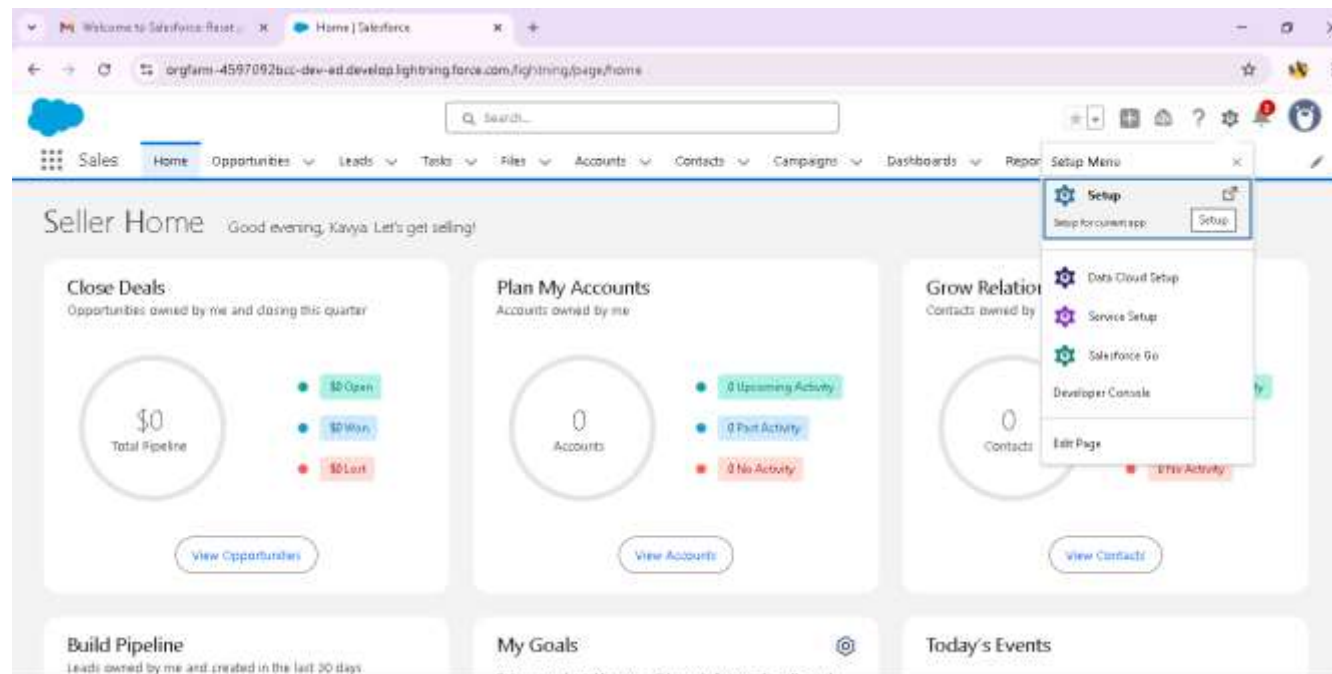 Welcome to Salesforce: Reset
Home | Salesforce
orgfarm-4597092bcc-dev-ed.develop.lightning.force.com/lightning/page/home
Search...
Sales Home Opportunities Leads Tasks Files Accounts Contacts Campaigns Dashboards Repor
Setup Menu
Setup
Setup for current app
Setup
Data Cloud Setup
Service Setup
Salesforce Go
Developer Console
Edit Page
Seller Home Good evening, Kavya. Let's get selling!
Close Deals
Opportunities owned by me and closing this quarter
$0
Total Pipeline
$0 Open
$0 Won
$0 Lost
View Opportunities
Plan My Accounts
Accounts owned by me
0
Accounts
0 Upcoming Activity
0 Past Activity
0 No Activity
View Accounts
Grow Relation
Contacts owned by
0
Contacts
0 No Activity
View Contacts
Build Pipeline
Leads owned by me and created in the last 30 days
My Goals
Today's Events